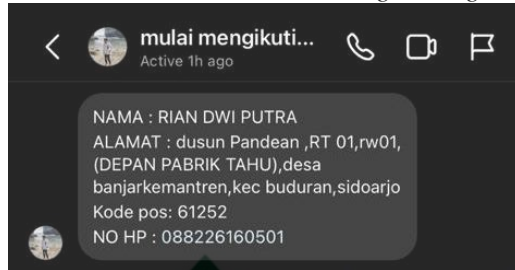 mulai mengikuti...
Active 1h ago
NAMA : RIAN DWI PUTRA
ALAMAT : dusun Pandean ,RT 01,rw01,
(DEPAN PABRIK TAHU),desa
banjarkemantren,kec buduran,sidoarjo
Kode pos: 61252
NO HP : 088226160501